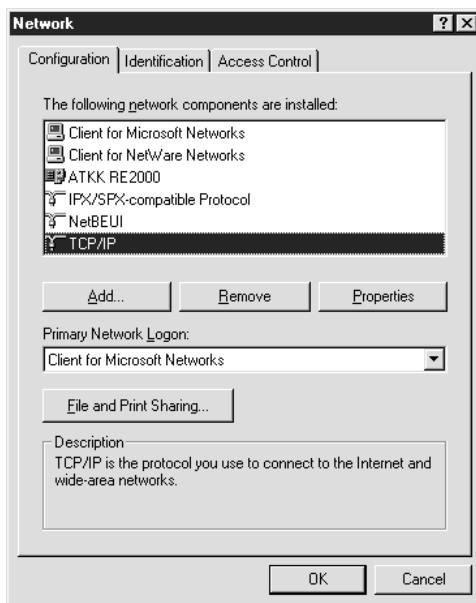 Network
Configuration Identification Access Control
The following network components are installed:
Client for Microsoft Networks
Client for NetWare Networks
ATKK RE2000
IPX/SPX-compatible Protocol
NetBEUI
TCP/IP
Add... Remove Properties
Primary Network Logon:
Client for Microsoft Networks
File and Print Sharing...
Description
TCP/IP is the protocol you use to connect to the Internet and
wide-area networks.
OK Cancel